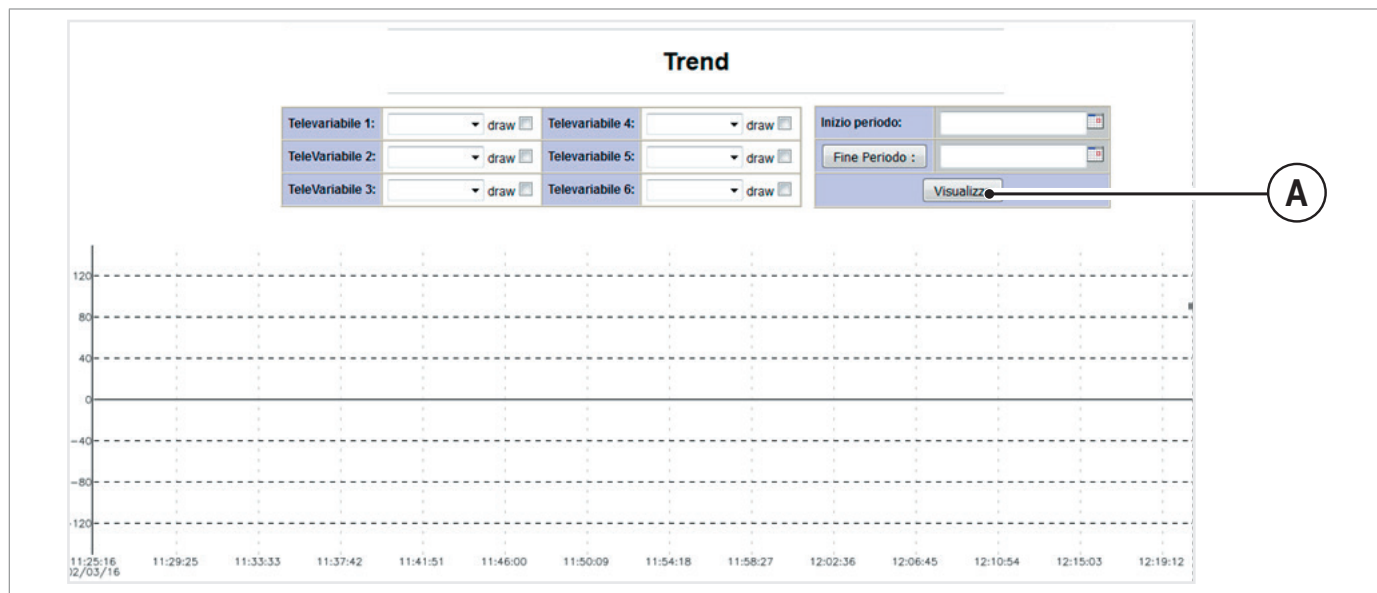 Trend
Televariabile 1: draw Televariabile 4: draw Inizio periodo:
TeleVariabile 2: draw Televariabile 5: draw Fine Periodo :
TeleVariabile 3: draw Televariabile 6: draw Visualizza
A
120
80
40
0
-40
-80
-120
11:25:16 11:29:25 11:33:33 11:37:42 11:41:51 11:46:00 11:50:09 11:54:18 11:58:27 12:02:36 12:06:45 12:10:54 12:15:03 12:19:12
02/03/16